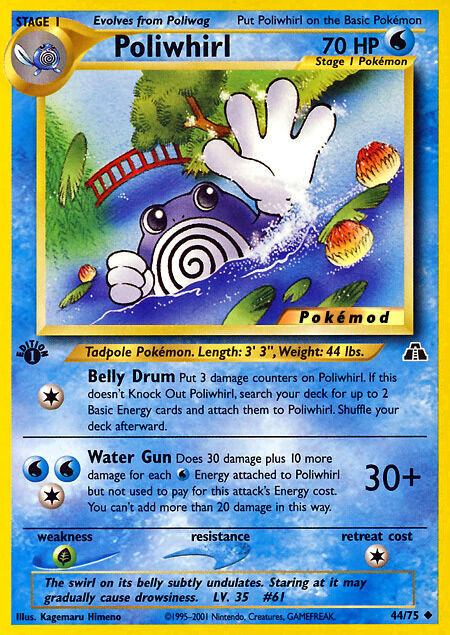 STAGE 1 Evolves from Poliwag Put Poliwhirl on the Basic Pokémon
Poliwhirl 70 HP
Stage 1 Pokémon
Pokémod
EDITION
1
Tadpole Pokémon. Length: 3' 3", Weight: 44 lbs.
Belly Drum Put 3 damage counters on Poliwhirl. If this
doesn't Knock Out Poliwhirl, search your deck for up to 2
Basic Energy cards and attach them to Poliwhirl. Shuffle your
deck afterward.
Water Gun Does 30 damage plus 10 more
damage for each Energy attached to Poliwhirl
but not used to pay for this attack's Energy cost.
You can't add more than 20 damage in this way.
30+
weakness resistance retreat cost
The swirl on its belly subtly undulates. Staring at it may
gradually cause drowsiness. LV. 35 #61
Illus. Kagemaru Himeno ©1995-2001 Nintendo, Creatures, GAMEFREAK. 44/75